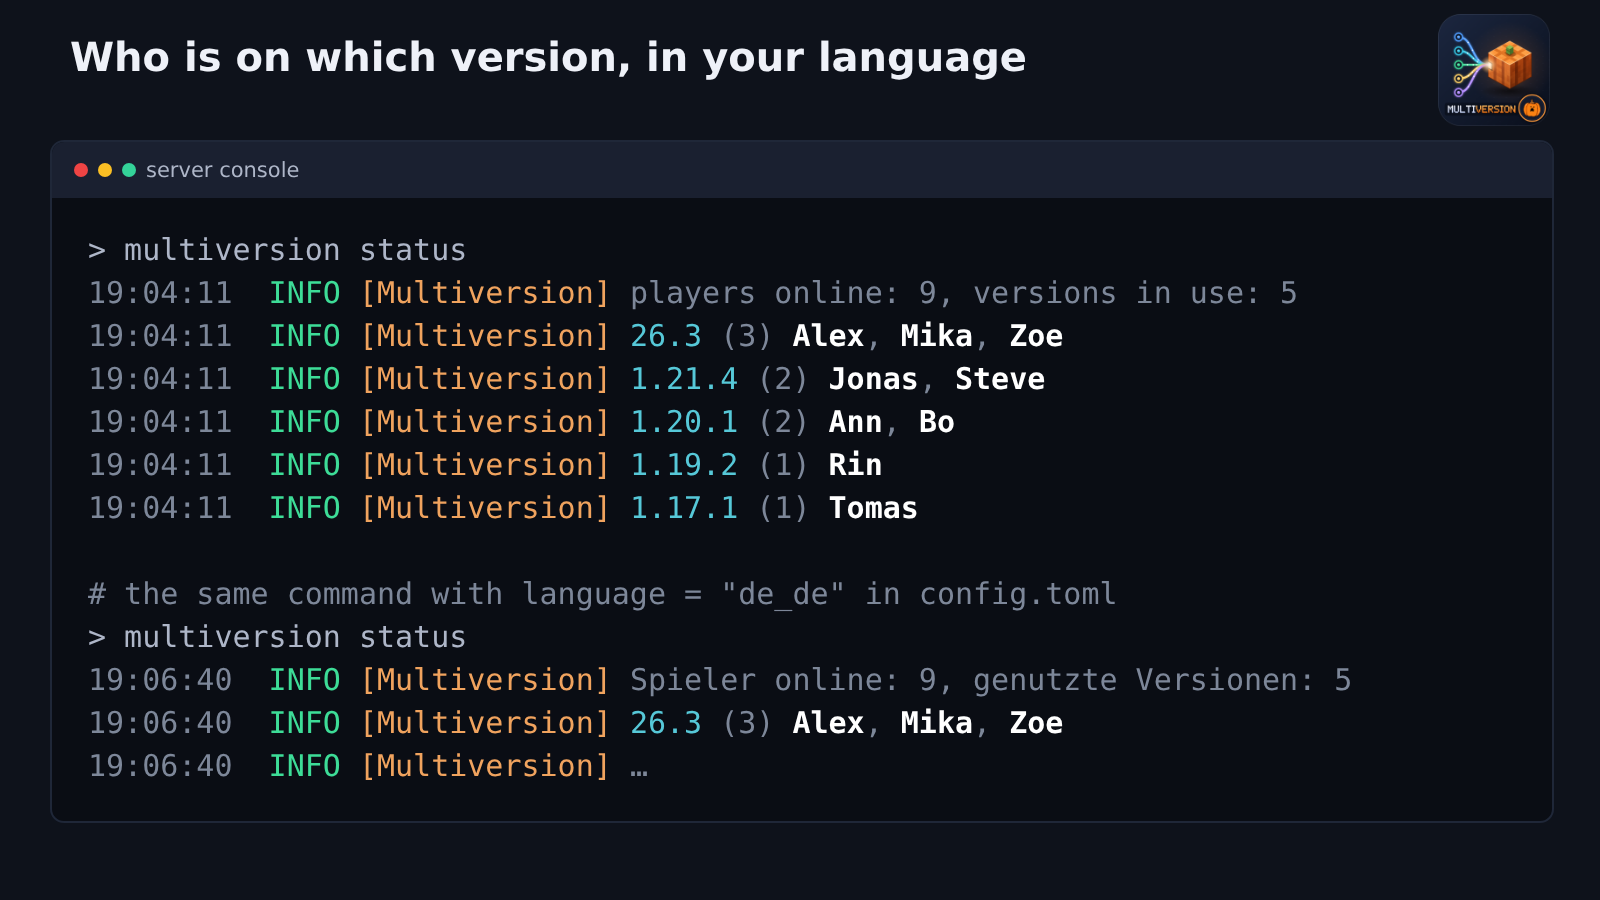 Who is on which version, in your language
MULTIVERSION
server console
> multiversion status
19:04:11  INFO [Multiversion] players online: 9, versions in use: 5
19:04:11  INFO [Multiversion] 26.3 (3) Alex, Mika, Zoe
19:04:11  INFO [Multiversion] 1.21.4 (2) Jonas, Steve
19:04:11  INFO [Multiversion] 1.20.1 (2) Ann, Bo
19:04:11  INFO [Multiversion] 1.19.2 (1) Rin
19:04:11  INFO [Multiversion] 1.17.1 (1) Tomas
# the same command with language = "de_de" in config.toml
> multiversion status
19:06:40  INFO [Multiversion] Spieler online: 9, genutzte Versionen: 5
19:06:40  INFO [Multiversion] 26.3 (3) Alex, Mika, Zoe
19:06:40  INFO [Multiversion] …